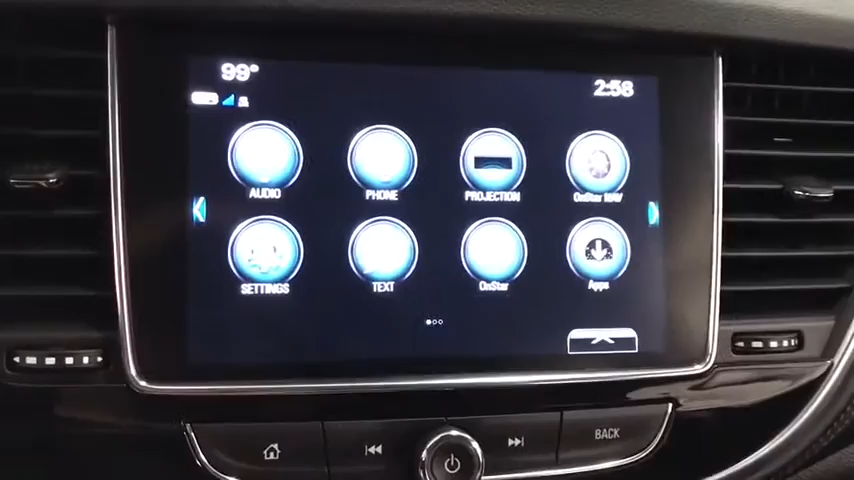 99°
2:58
AUDIO
PHONE
PROJECTION
OnStar NAV
SETTINGS
TEXT
OnStar
Apps
BACK